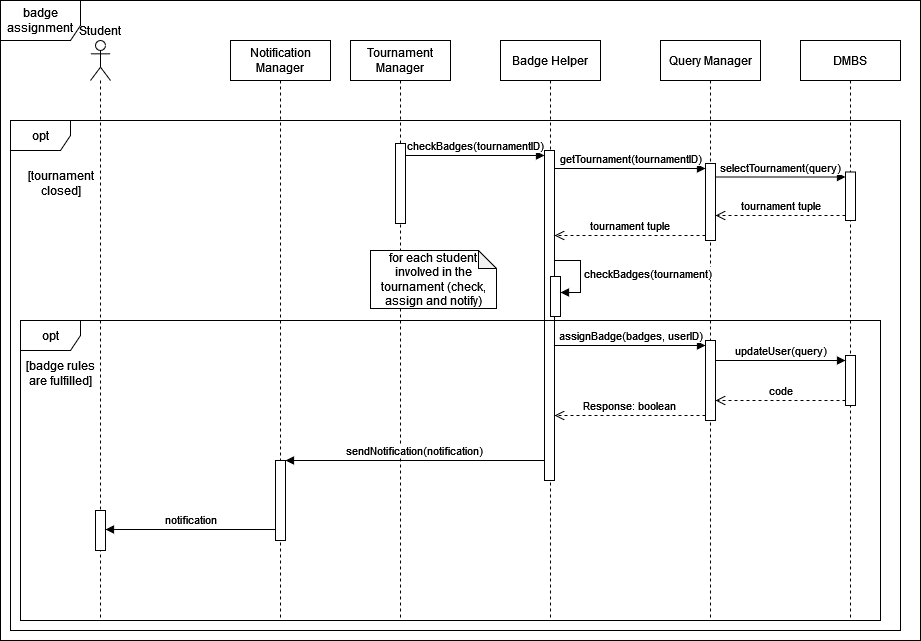 badge
assignment
Student
Notification
Manager
Tournament
Manager
Badge Helper
Query Manager
DMBS
opt
[tournament
closed]
checkBadges(tournamentID)
getTournament(tournamentID)
selectTournament(query)
tournament tuple
tournament tuple
for each student
involved in the
tournament (check,
assign and notify)
checkBadges(tournament)
opt
[badge rules
are fulfilled]
assignBadge(badges, userID)
updateUser(query)
code
Response: boolean
sendNotification(notification)
notification